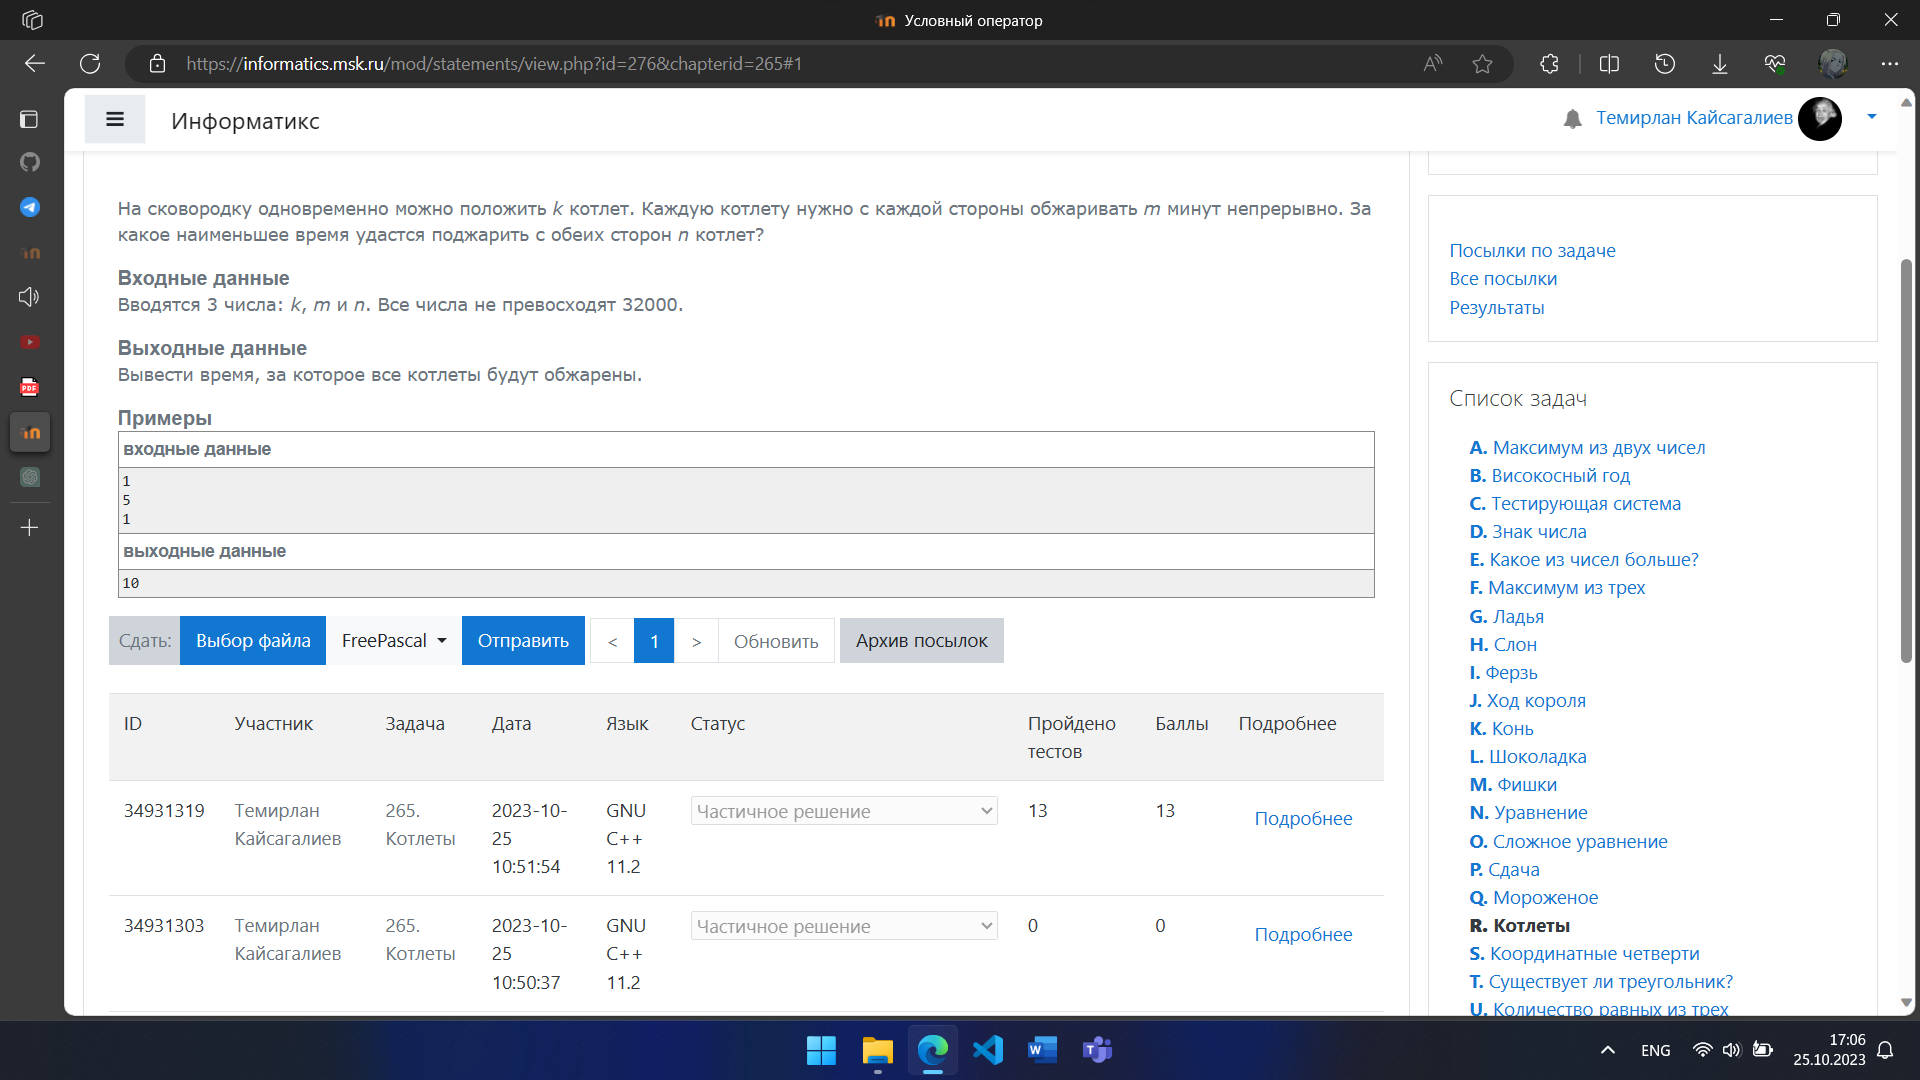 Условный оператор
https://informatics.msk.ru/mod/statements/view.php?id=276&chapterid=265#1
Информатикс
Темирлан Кайсагалиев
На сковородку одновременно можно положить k котлет. Каждую котлету нужно с каждой стороны обжаривать m минут непрерывно. За
какое наименьшее время удастся поджарить с обеих сторон n котлет?
Входные данные
Вводятся 3 числа: k, m и n. Все числа не превосходят 32000.
Выходные данные
Вывести время, за которое все котлеты будут обжарены.
Примеры
входные данные
1
5
1
выходные данные
10
Сдать: Выбор файла FreePascal Отправить < 1 > Обновить Архив посылок
ID Участник Задача Дата Язык Статус Пройдено Баллы Подробнее
тестов
34931319 Темирлан 265. 2023-10- GNU Частичное решение 13 13 Подробнее
Кайсагалиев Котлеты 25 C++
10:51:54 11.2
34931303 Темирлан 265. 2023-10- GNU Частичное решение 0 0 Подробнее
Кайсагалиев Котлеты 25 C++
10:50:37 11.2
Посылки по задаче
Все посылки
Результаты
Список задач
A. Максимум из двух чисел
B. Високосный год
C. Тестирующая система
D. Знак числа
E. Какое из чисел больше?
F. Максимум из трех
G. Ладья
H. Слон
I. Ферзь
J. Ход короля
K. Конь
L. Шоколадка
M. Фишки
N. Уравнение
O. Сложное уравнение
P. Сдача
Q. Мороженое
R. Котлеты
S. Координатные четверти
T. Существует ли треугольник?
U. Количество равных из трех
ENG
17:06
25.10.2023